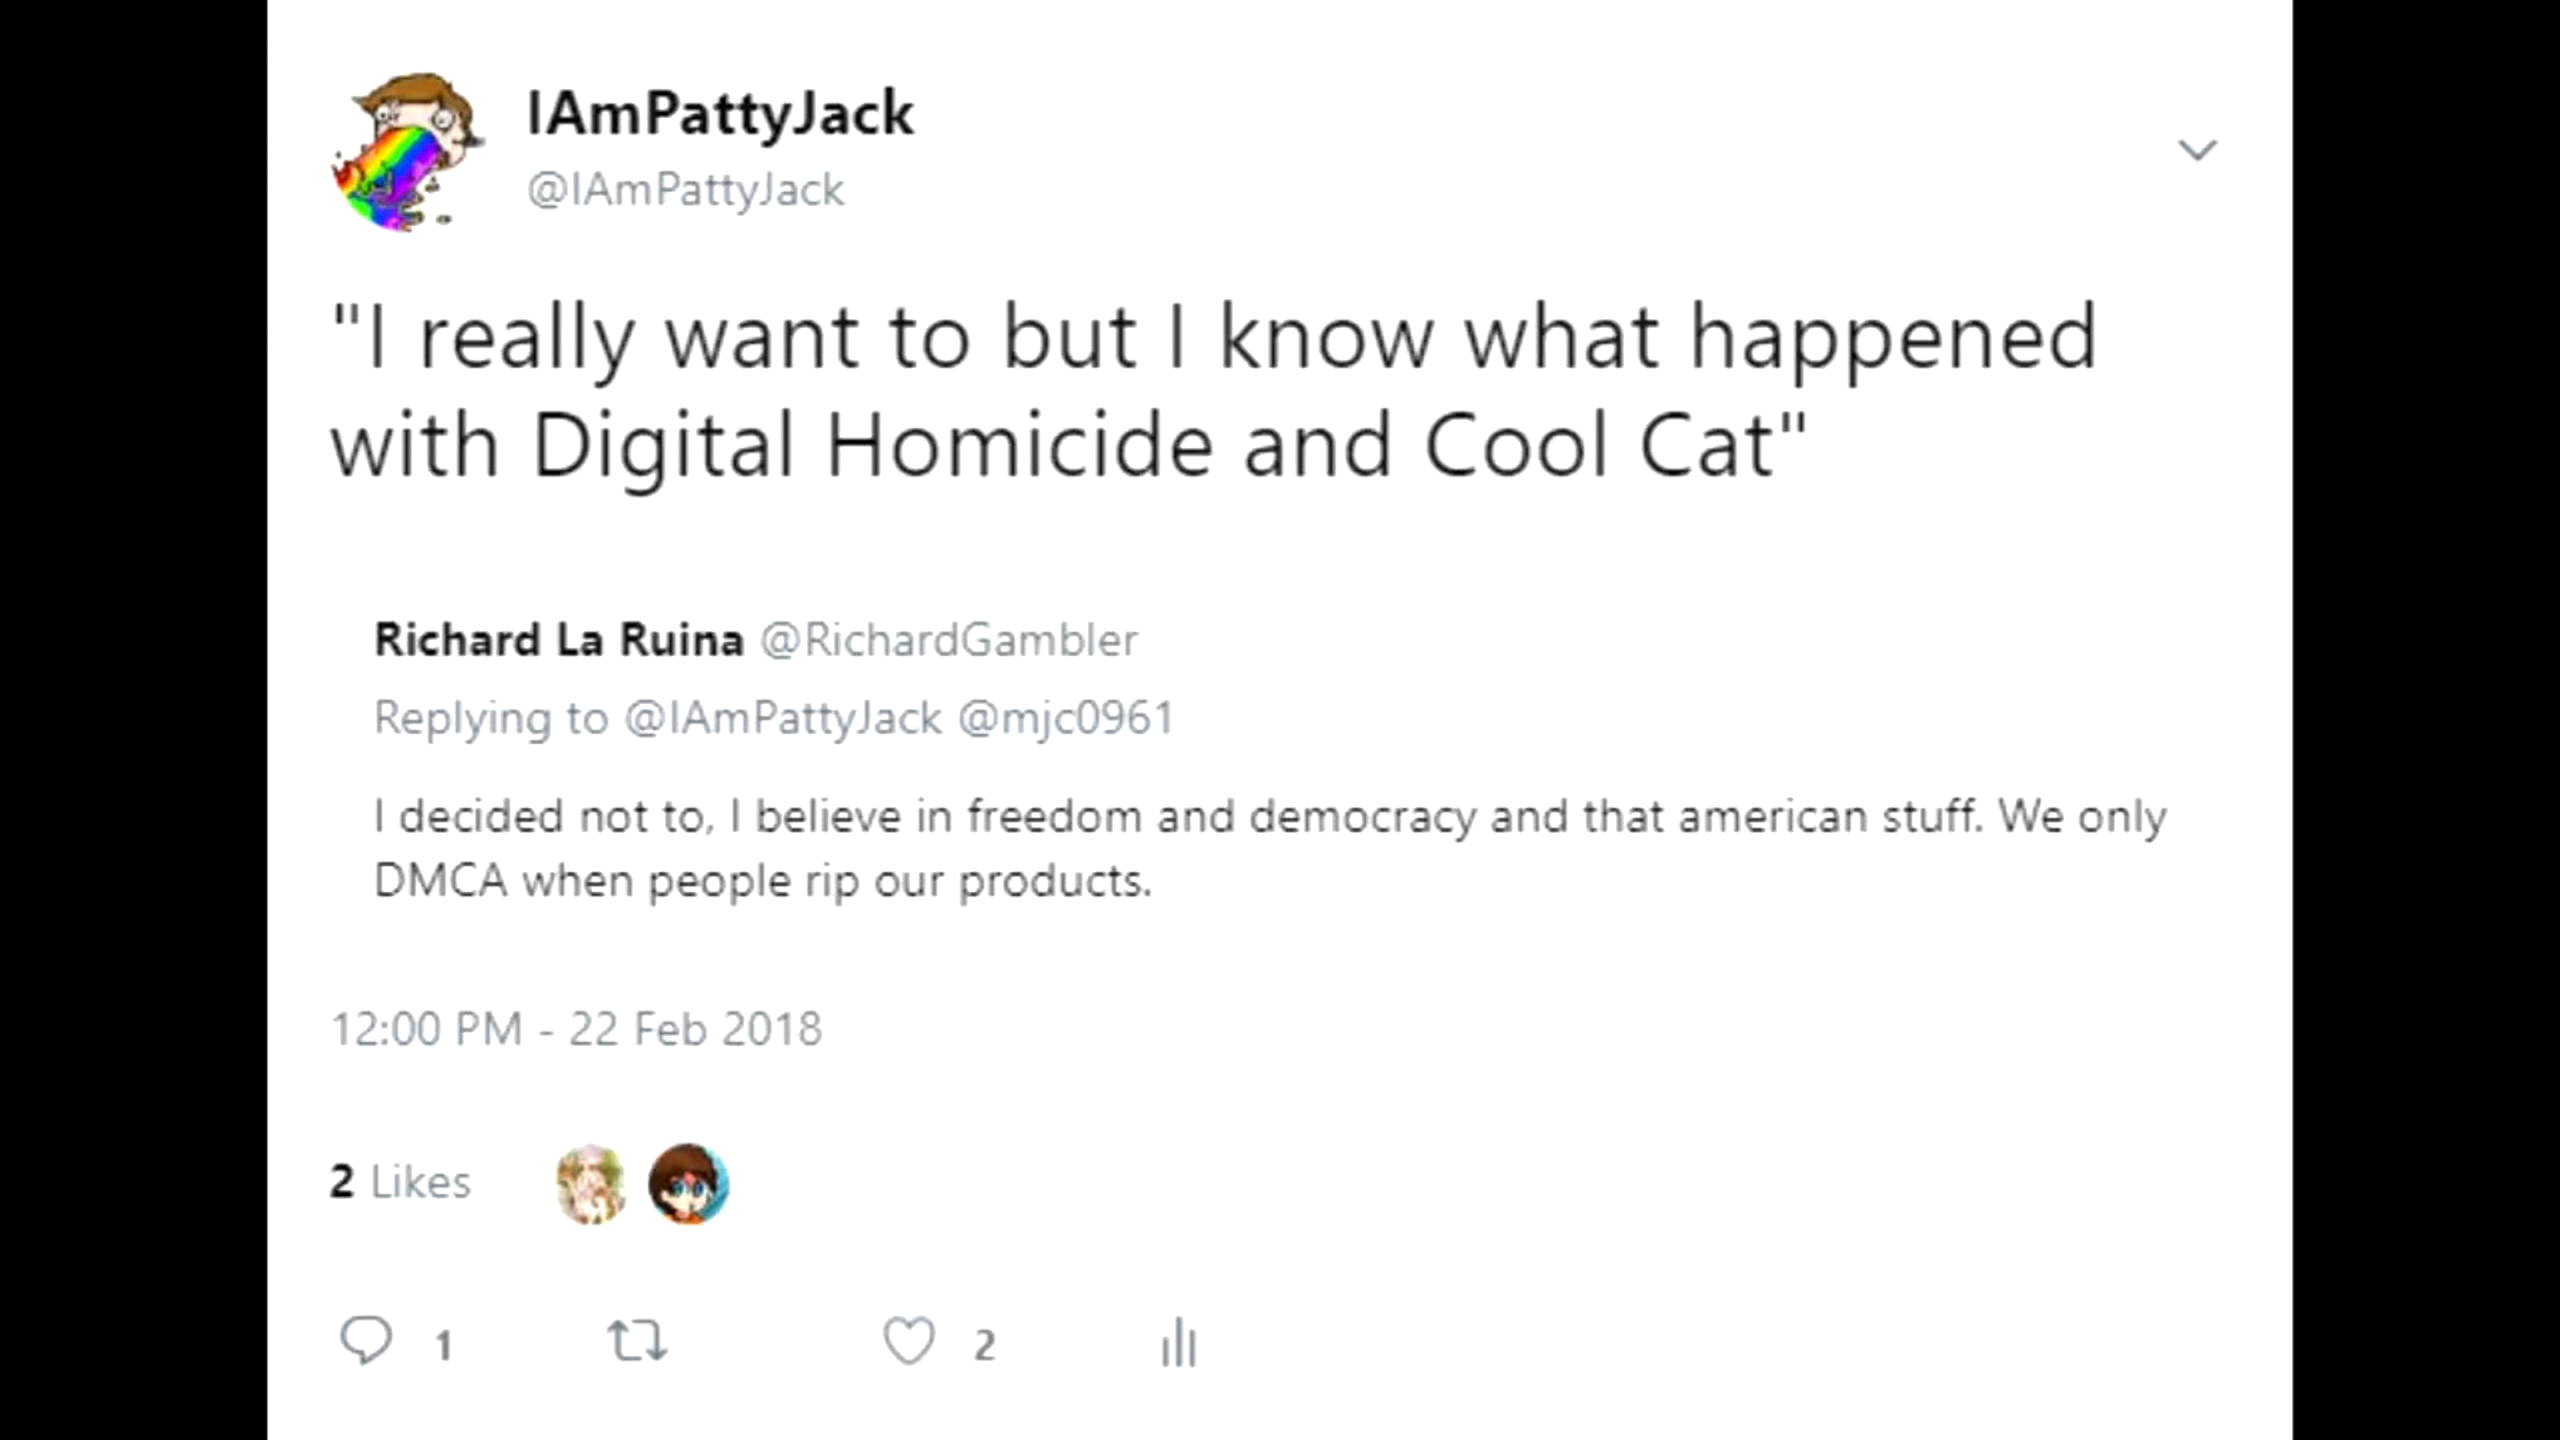 IAmPattyJack
@IAmPattyJack
"I really want to but I know what happened
with Digital Homicide and Cool Cat"
Richard La Ruina @RichardGambler
Replying to @IAmPattyJack @mjc0961
I decided not to, I believe in freedom and democracy and that american stuff. We only
DMCA when people rip our products.
12:00 PM - 22 Feb 2018
2 Likes
1 2